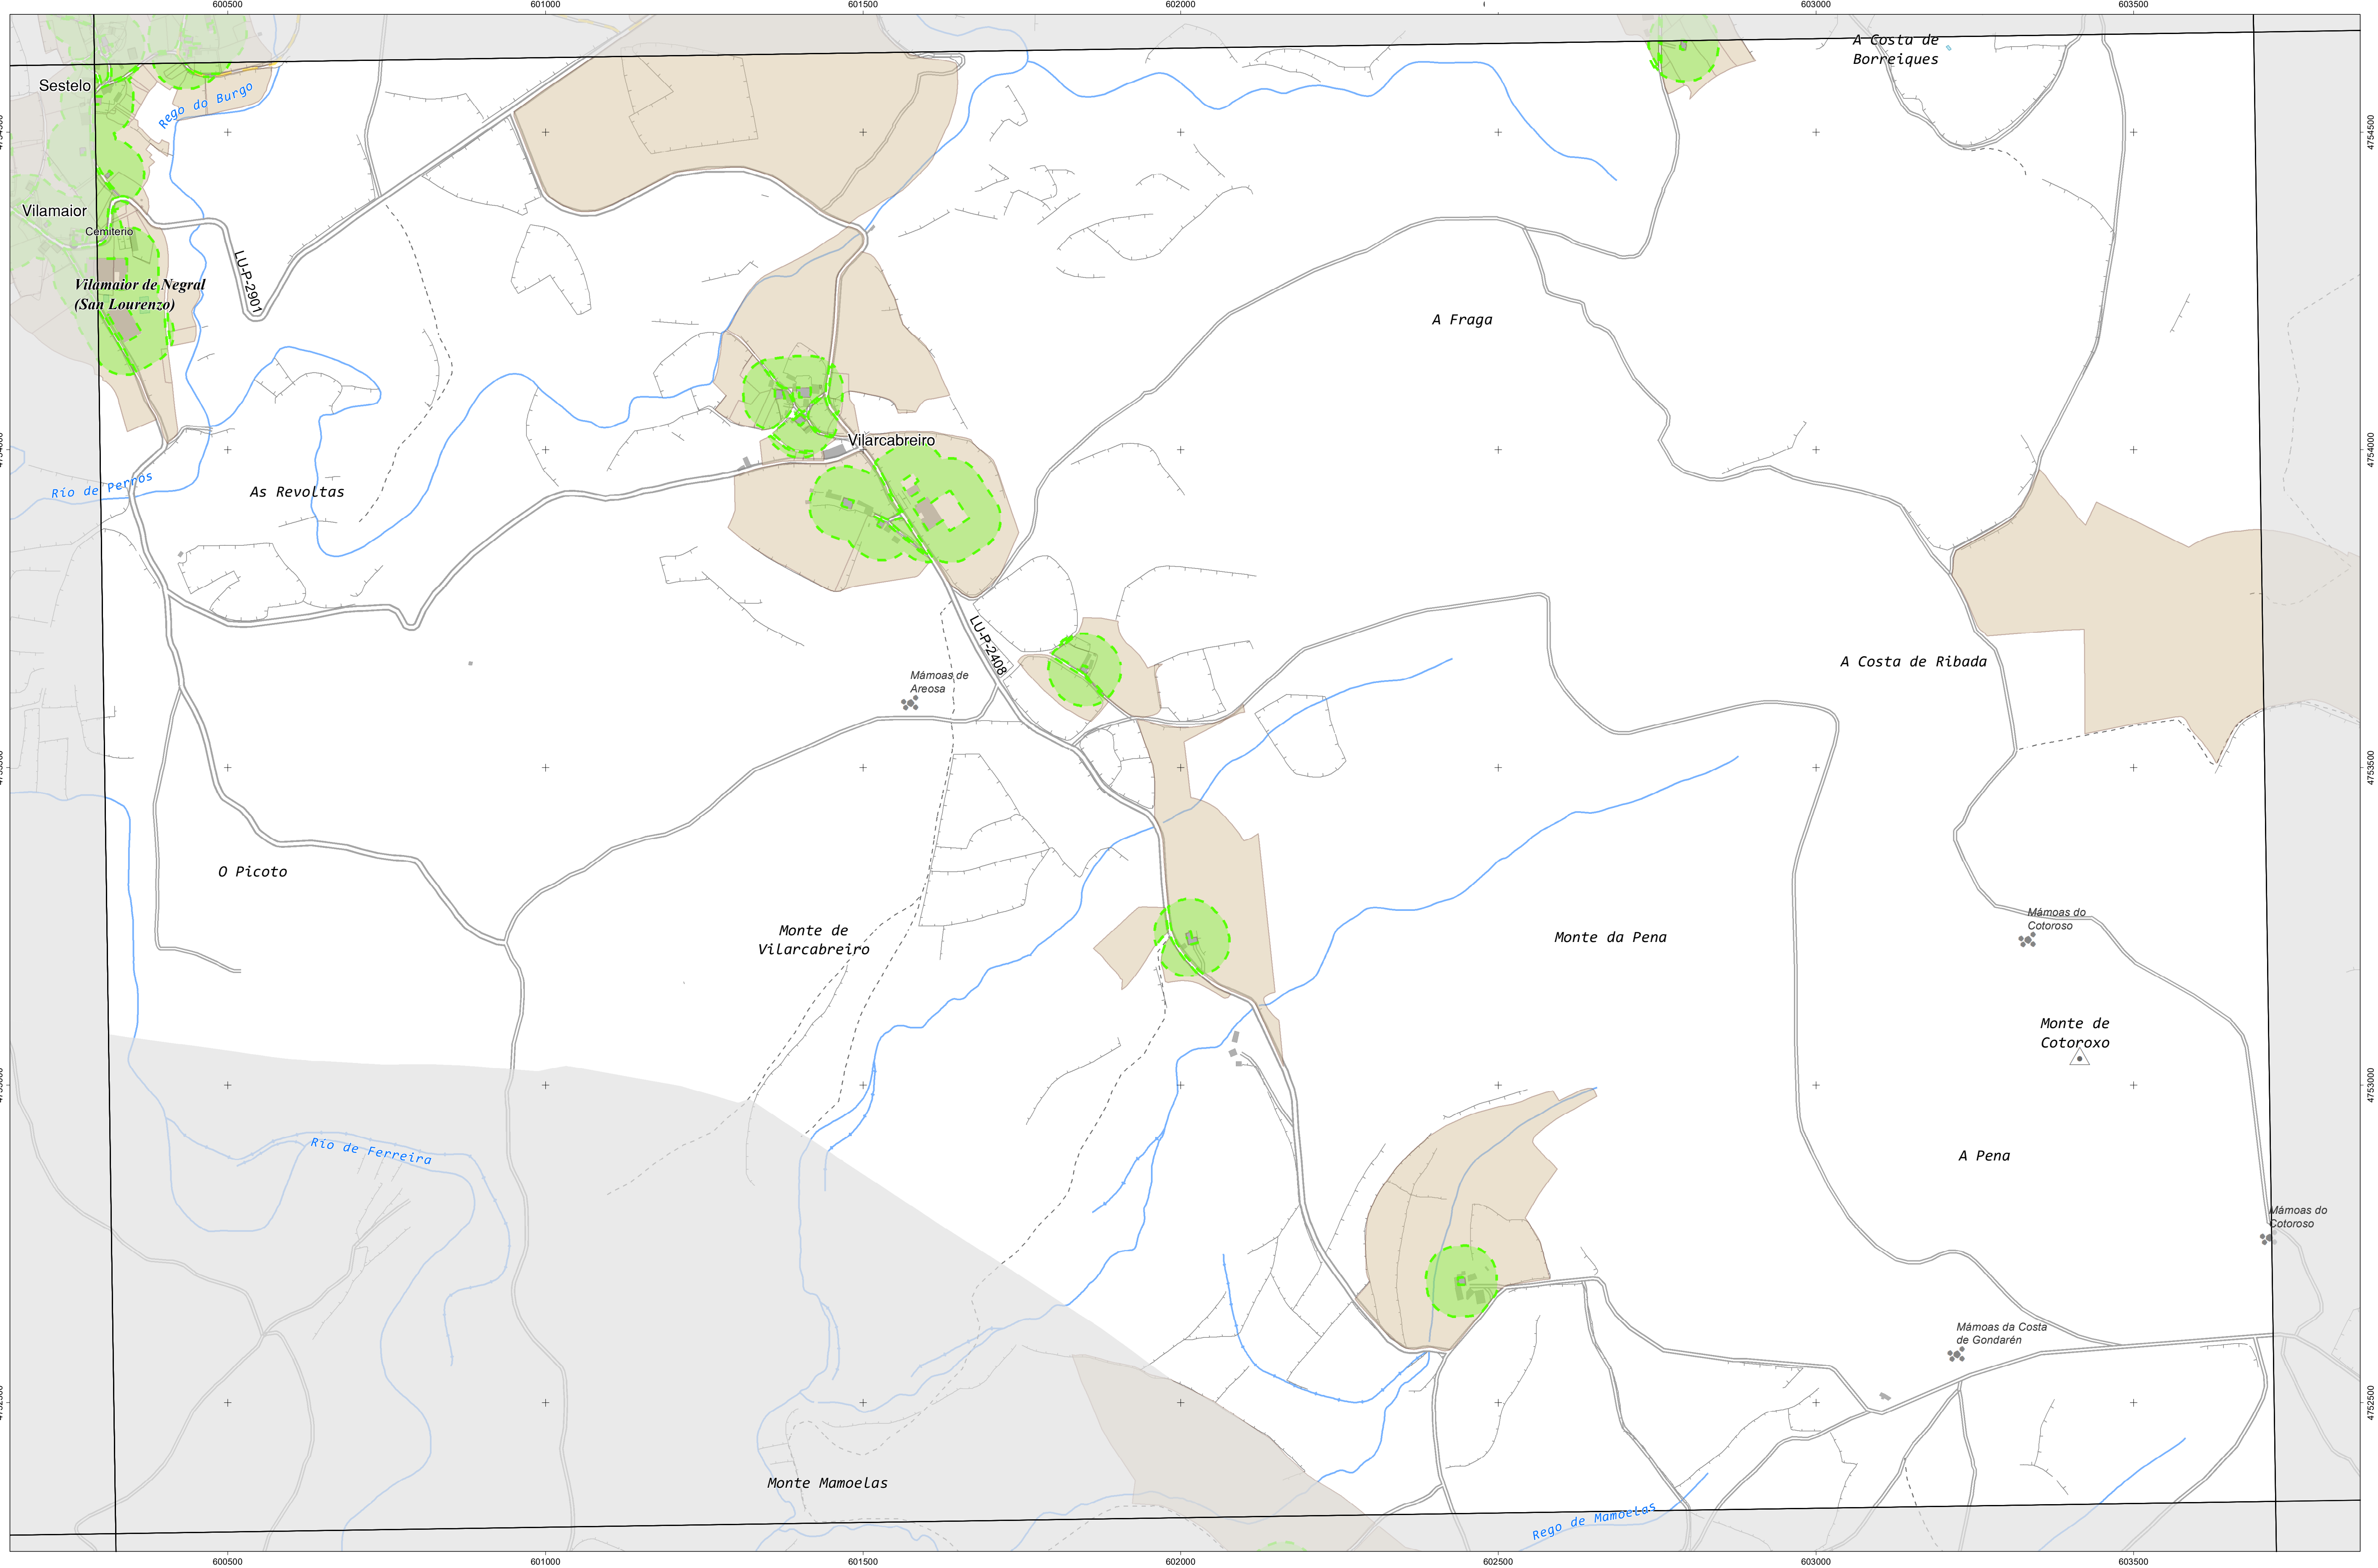 600500
601000
601500
602000
603000
603500
A Costa de
Borreiques
Sestelo
Rego do Burgo
4754500
Vilamaior
Cemiterio
LU-P-2901
Vilamaior de Negral
(San Lourenzo)
A Fraga
Vilarcabreiro
4754000
Río de Perros
As Revoltas
LU-P-2408
A Costa de Ribada
Mámoas de
Areosa
4753500
O Picoto
Monte de
Vilarcabreiro
Monte da Pena
Mámoas do
Cotoroso
Monte de
Cotoroxo
4753000
Río de Ferreira
A Pena
Mámoas do
Cotoroso
Mámoas da Costa
de Gondarén
4752500
Monte Mamoelas
Rego de Mamoelas
600500
601000
601500
602000
602500
603000
603500